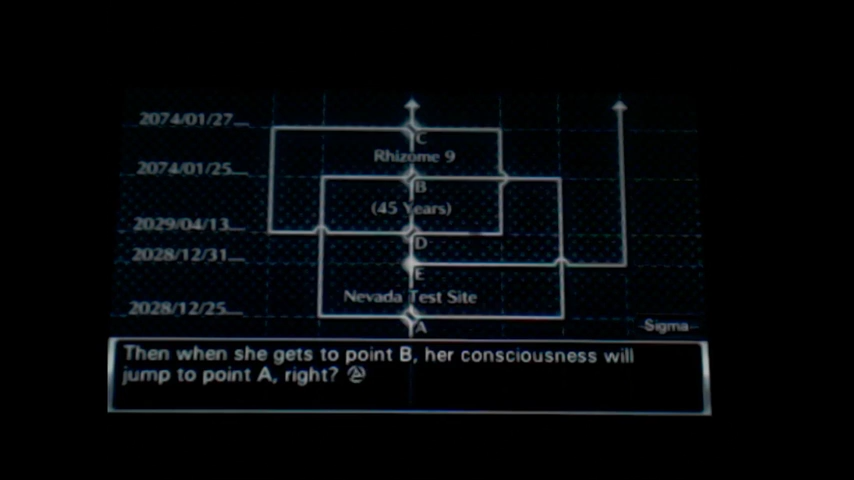 2074/01/27
C
Rhizome 9
2074/01/25
B
(45 Years)
2029/04/13
D
2028/12/31
E
Nevada Test Site
2028/12/25
A
Sigma
Then when she gets to point B, her consciousness will
jump to point A, right?